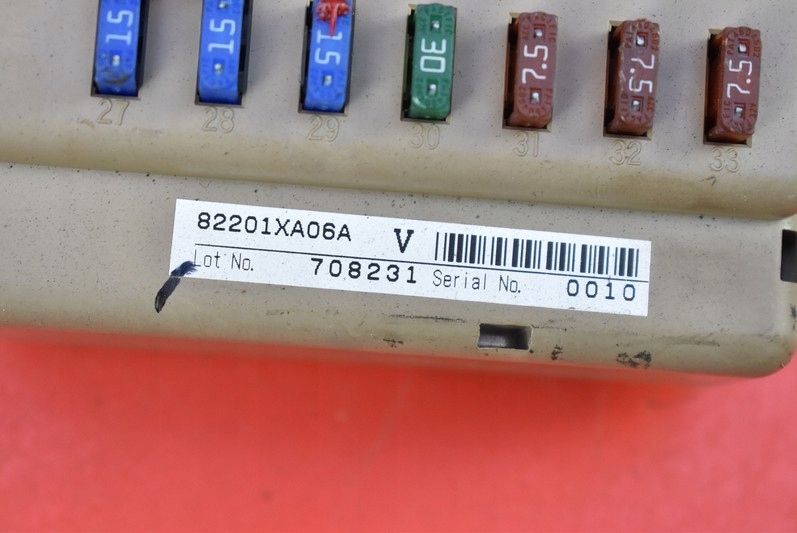 15 15 15 30 7.5 7.5 7.5
27 28 29 30 31 32 33
82201XA06A V
Lot No. 708231 Serial No. 0010